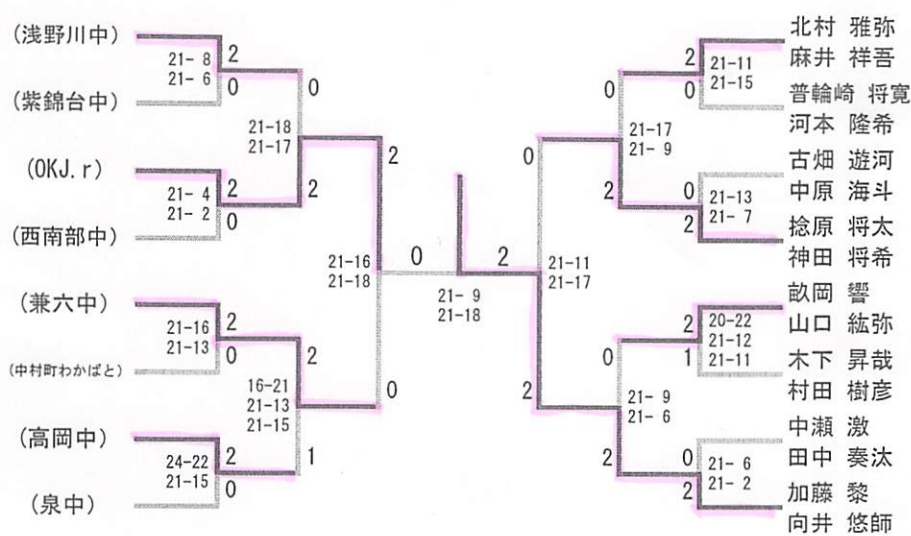 (浅野川中)
21- 8
21- 6
2
0
(紫錦台中)
21-18
21-17
0
2
(OKJ.r)
21- 4
21- 2
2
0
(西南部中)
21-16
21-18
2
0
(兼六中)
21-16
21-13
2
0
(中村町わかばと)
16-21
21-13
21-15
2
1
(高岡中)
24-22
21-15
2
0
(泉中)
0
2
21- 9
21-18
北村 雅弥
麻井 祥吾
2
0
21-11
21-15
普輪崎 将寛
河本 隆希
0
2
21-17
21- 9
古畑 遊河
中原 海斗
0
2
21-13
21- 7
捻原 将太
神田 将希
0
2
21-11
21-17
畝岡 響
山口 紘弥
2
1
20-22
21-12
21-11
木下 昇哉
村田 樹彦
0
2
21- 9
21- 6
中瀬 激
田中 奏汰
0
2
21- 6
21- 2
加藤 黎
向井 悠師